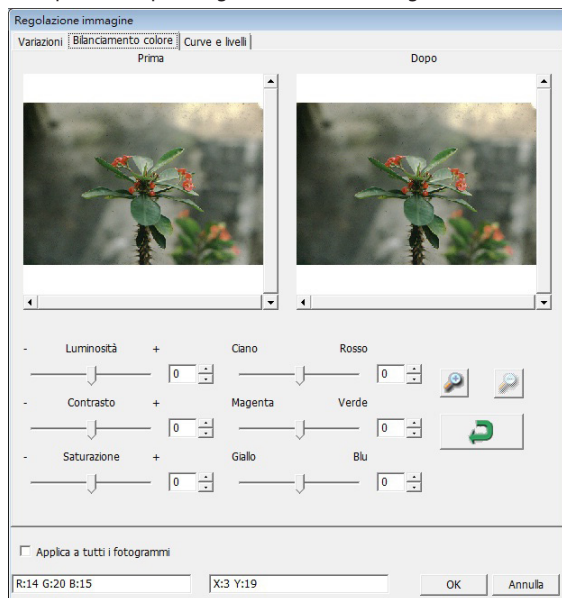 Regolazione immagine
Variazioni Bilanciamento colore Curve e livelli
Prima Dopo
- Luminosità + Ciano Rosso
0 0
- Contrasto + Magenta Verde
0 0
- Saturazione + Giallo Blu
0 0
Applica a tutti i fotogrammi
R:14 G:20 B:15 X:3 Y:19 OK Annulla